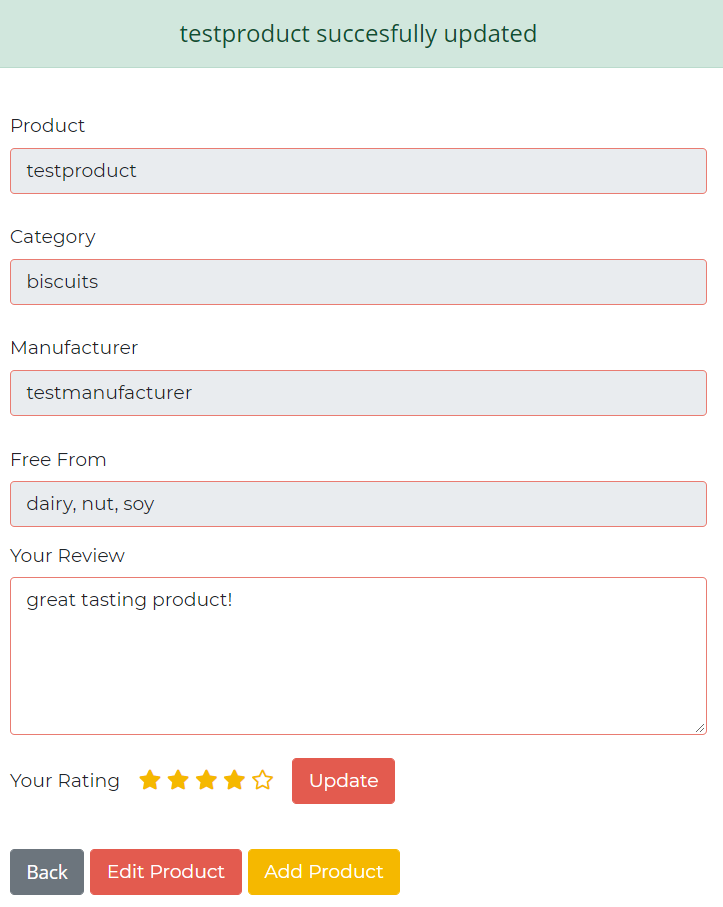 testproduct succesfully updated
Product
testproduct
Category
biscuits
Manufacturer
testmanufacturer
Free From
dairy, nut, soy
Your Review
great tasting product!
Your Rating Update
Back Edit Product Add Product